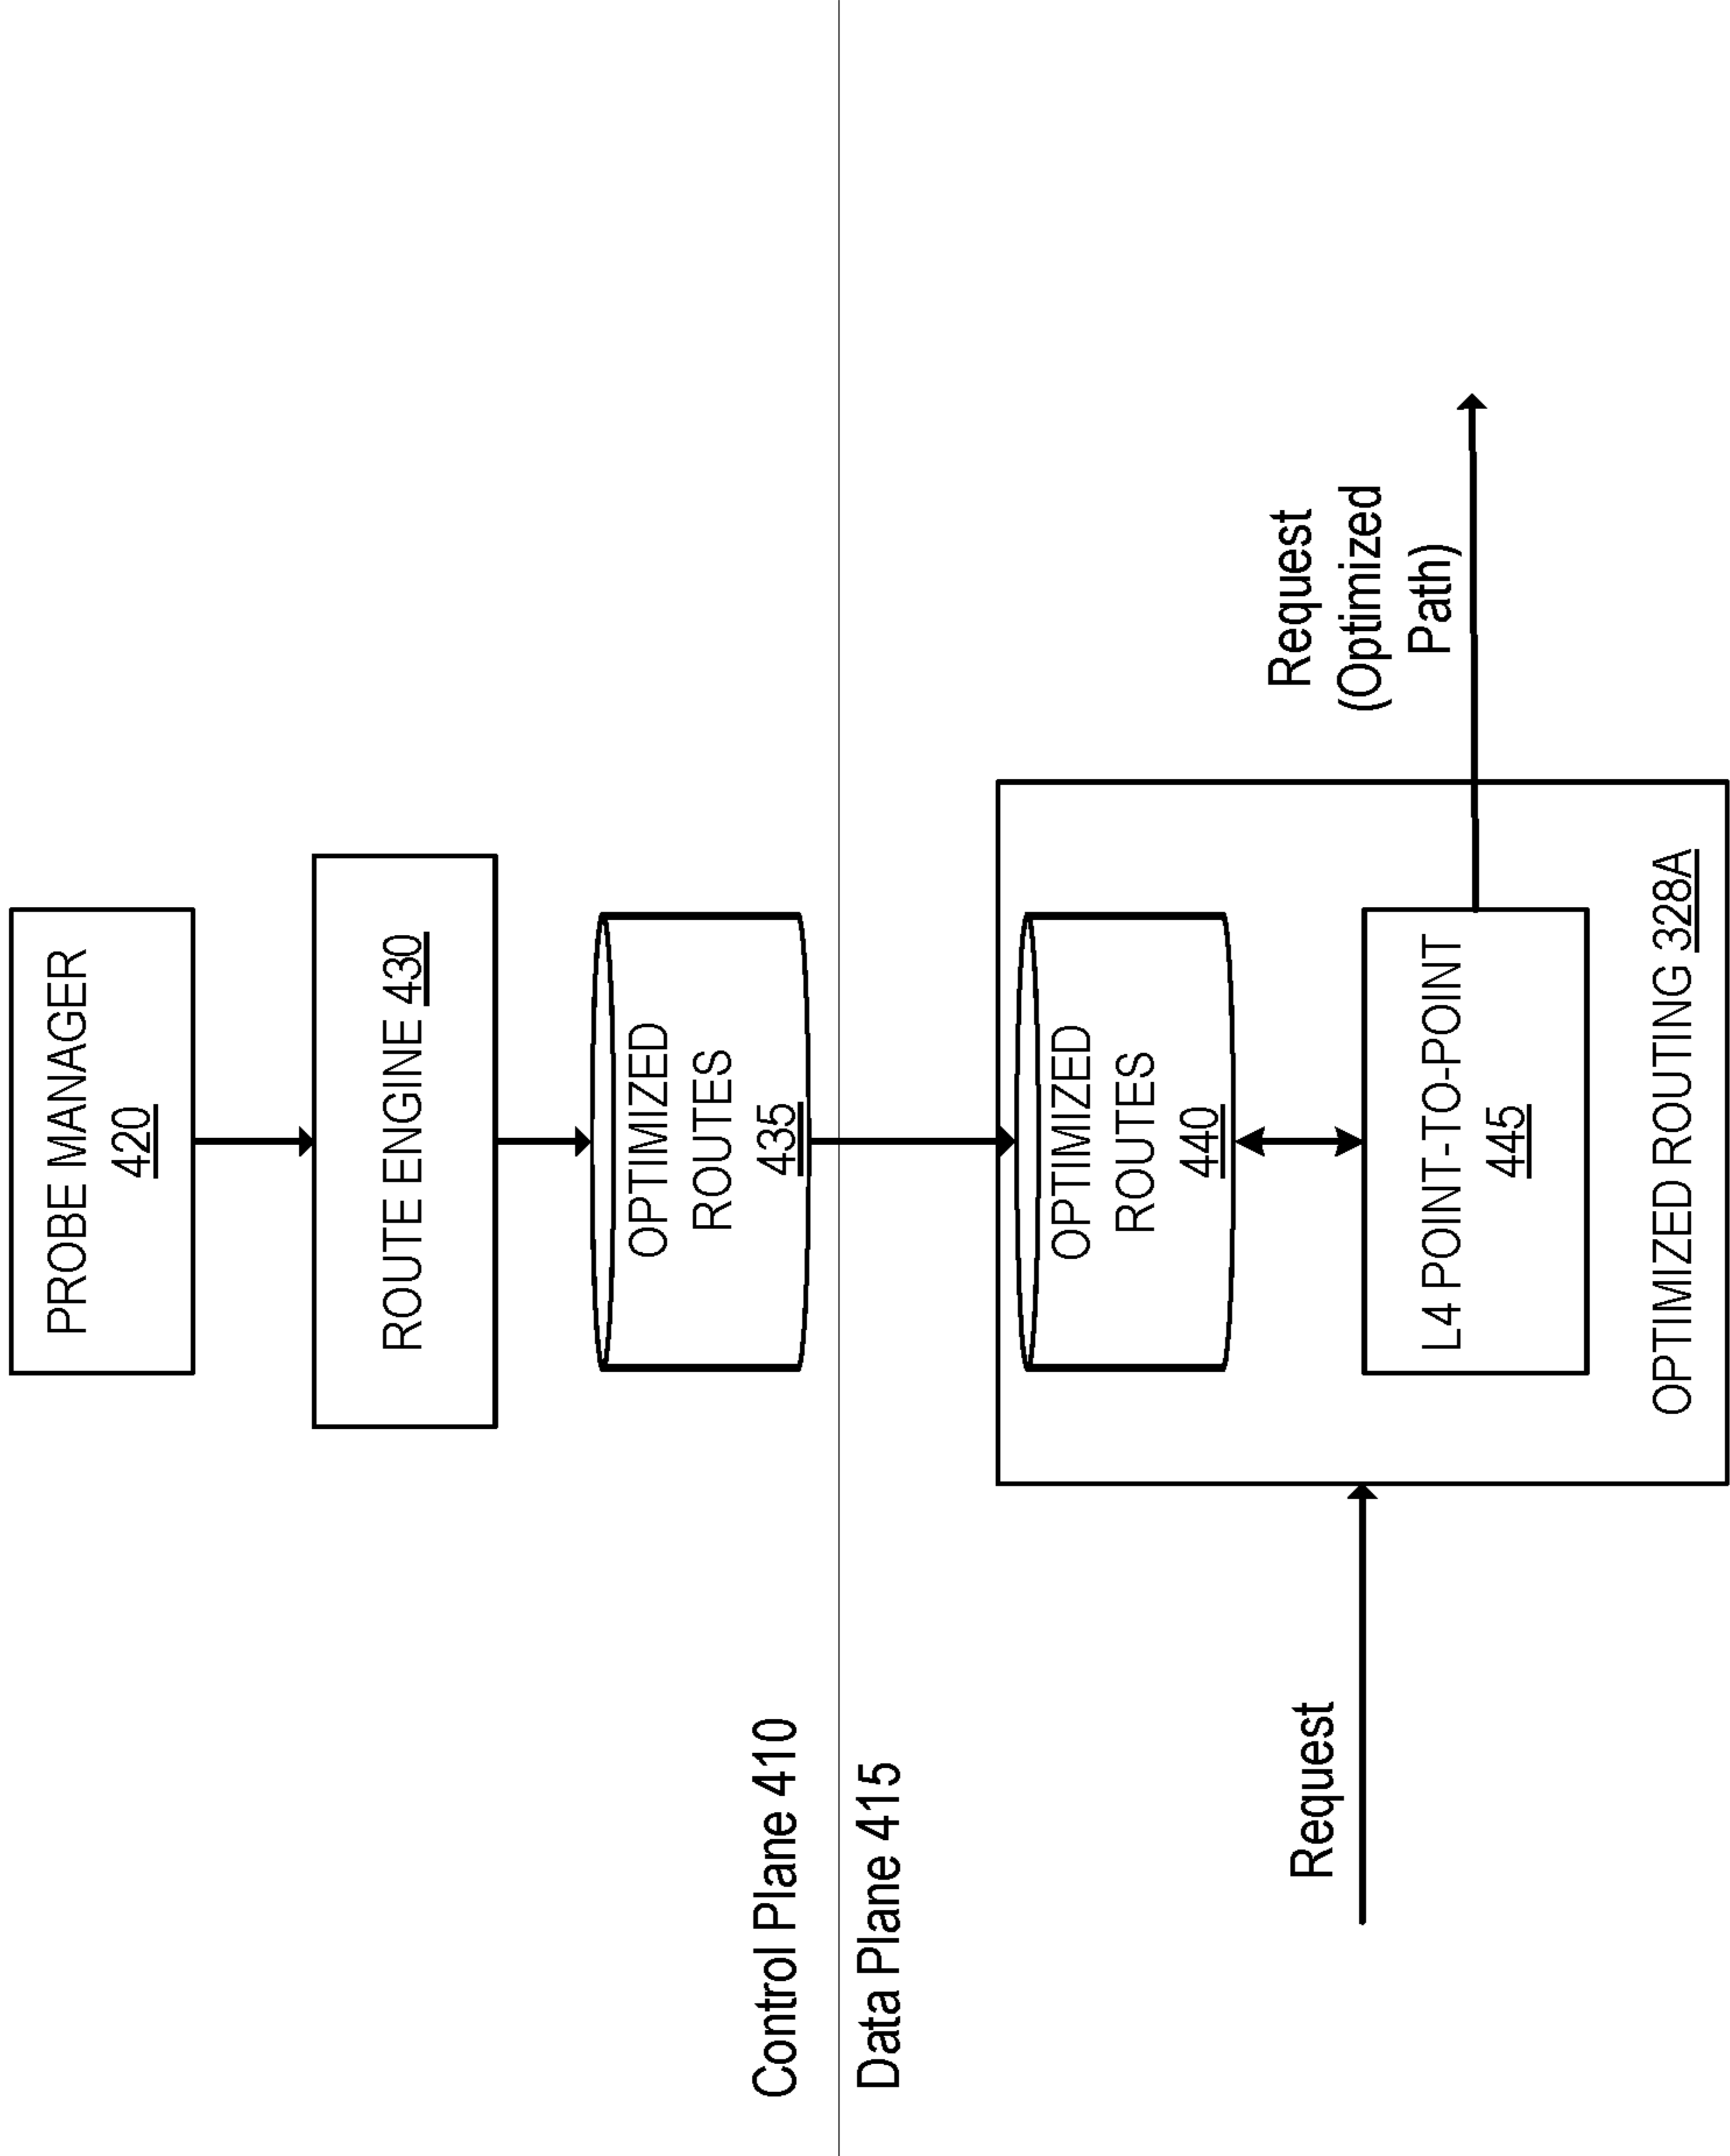 PROBE MANAGER
420
ROUTE ENGINE 430
OPTIMIZED
ROUTES
435
Control Plane 410
Data Plane 415
OPTIMIZED
ROUTES
440
Request
Request
(Optimized
Path)
L4 POINT-TO-POINT
445
OPTIMIZED ROUTING 328A